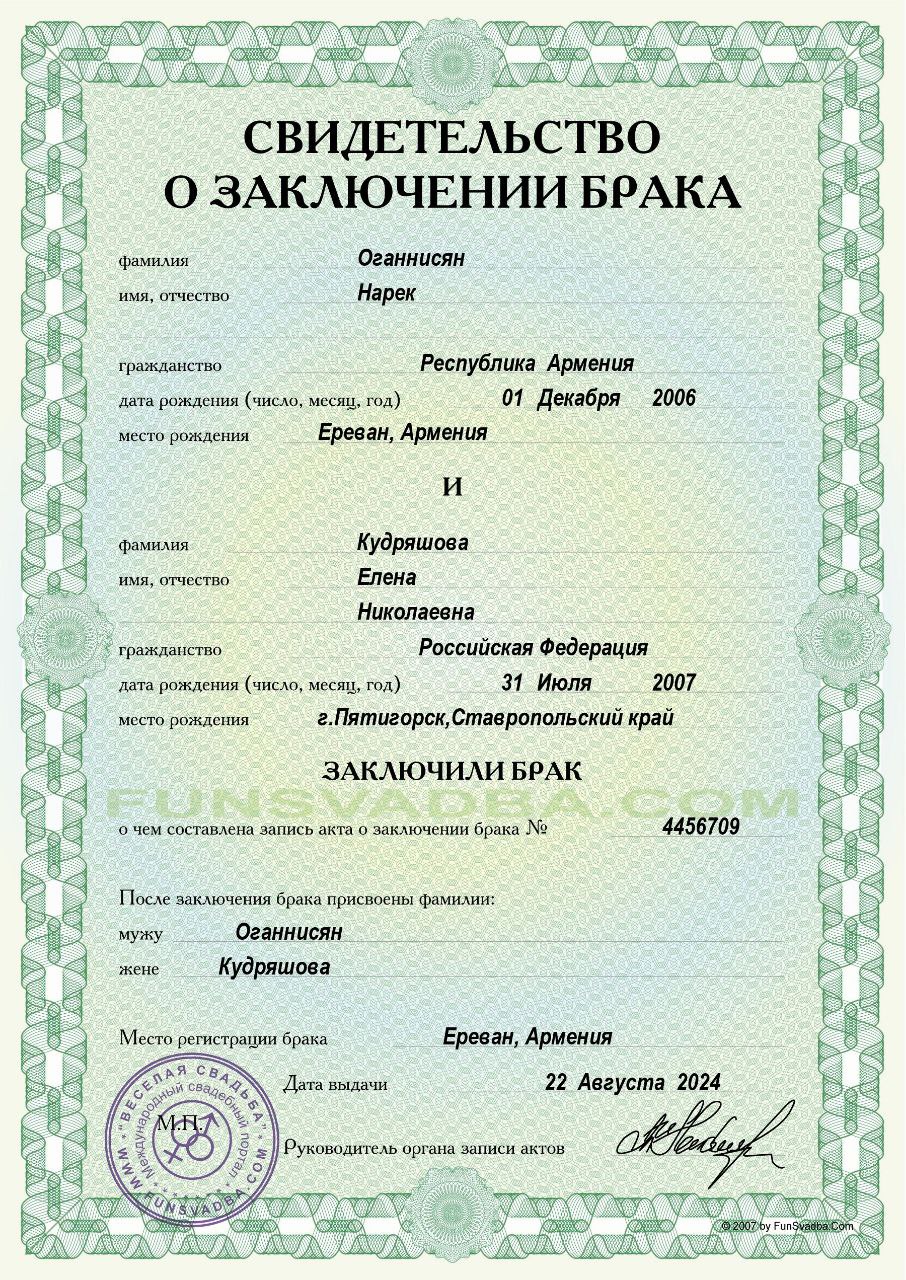 СВИДЕТЕЛЬСТВО
О ЗАКЛЮЧЕНИИ БРАКА
фамилия Оганнисян
имя, отчество Нарек
гражданство Республика Армения
дата рождения (число, месяц, год) 01 Декабря 2006
место рождения Ереван, Армения
И
фамилия Кудряшова
имя, отчество Елена
Николаевна
гражданство Российская Федерация
дата рождения (число, месяц, год) 31 Июля 2007
место рождения г.Пятигорск,Ставропольский край
ЗАКЛЮЧИЛИ БРАК
FUNSVADBA.COM
о чем составлена запись акта о заключении брака № 4456709
После заключения брака присвоены фамилии:
мужу Оганнисян
жене Кудряшова
Место регистрации брака Ереван, Армения
Дата выдачи 22 Августа 2024
"ВЕСЕЛАЯ СВАДЬБА"
Международный свадебный портал
М.П.
WWW.FUNSVADBA.COM
Руководитель органа записи актов
© 2007 by FunSvadba.Com